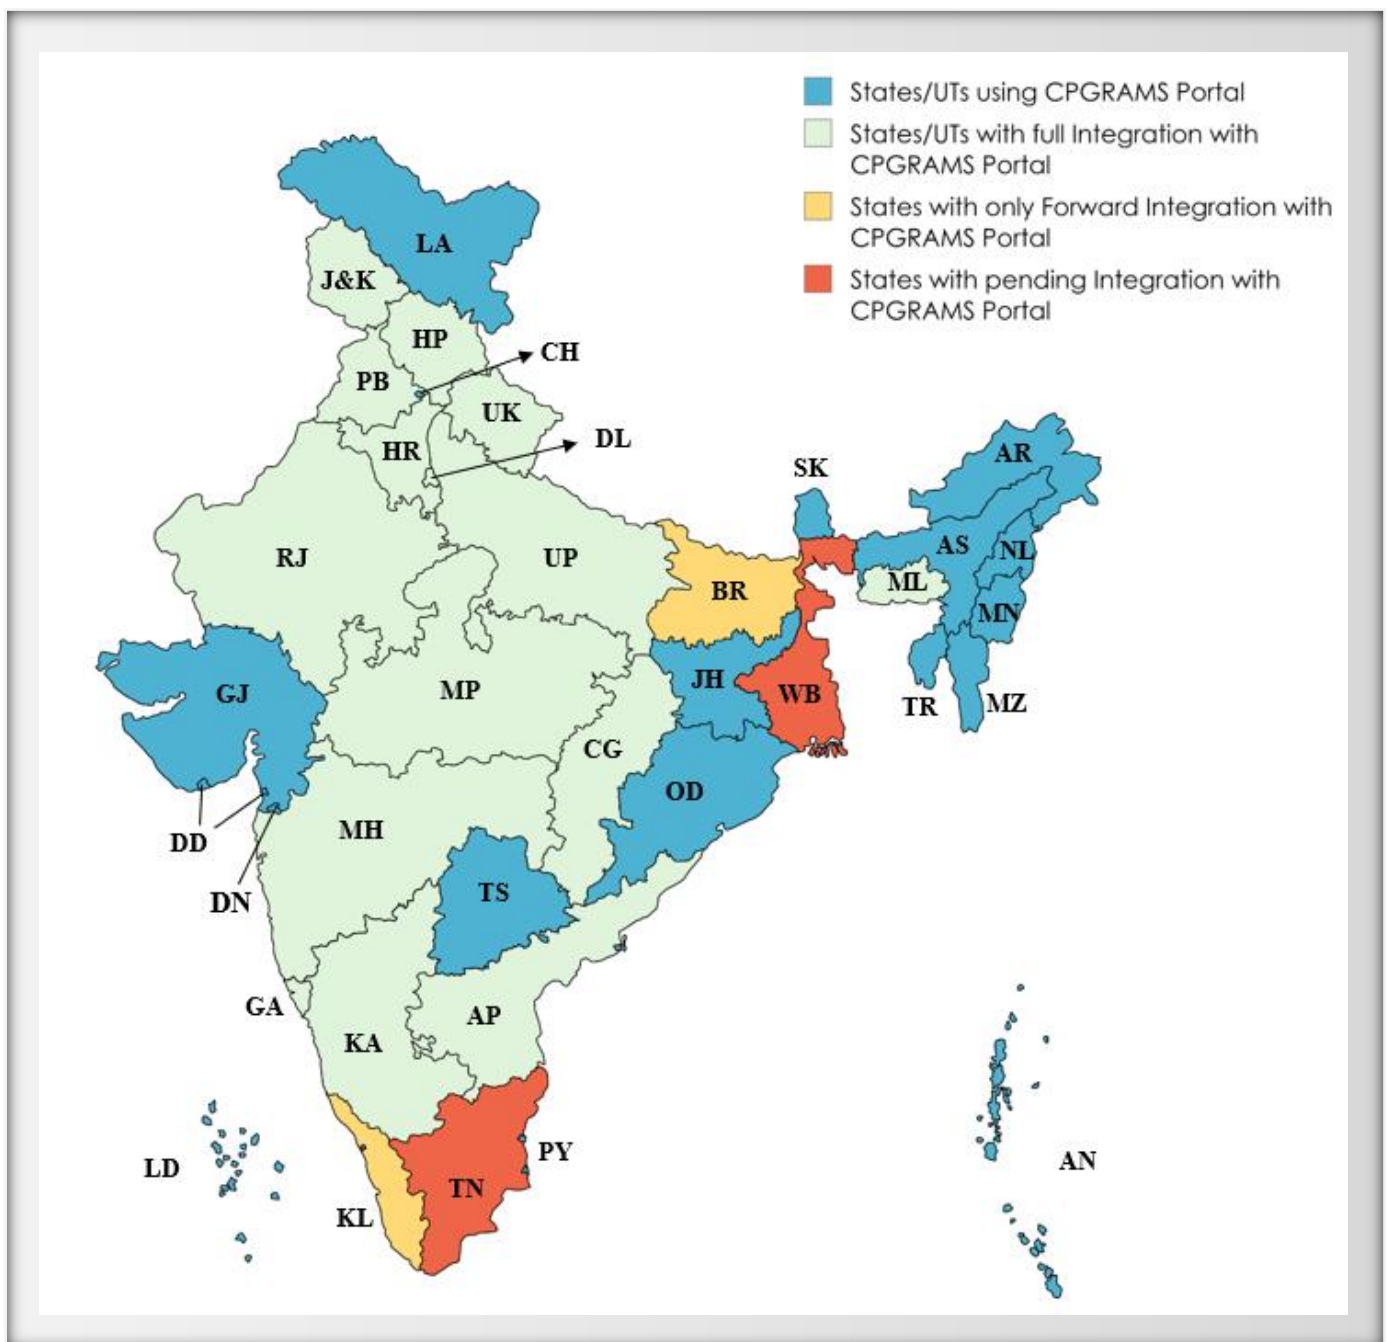 States/UTs using CPGRAMS Portal
States/UTs with full Integration with
CPGRAMS Portal
States with only Forward Integration with
CPGRAMS Portal
States with pending Integration with
CPGRAMS Portal
LA
J&K
HP
CH
PB
UK
DL
HR
SK
AR
RJ
UP
AS
NL
BR
ML
MN
GJ
MP
JH
WB
TR
MZ
CG
OD
MH
DD
TS
DN
GA
AP
KA
PY
LD
AN
TN
KL